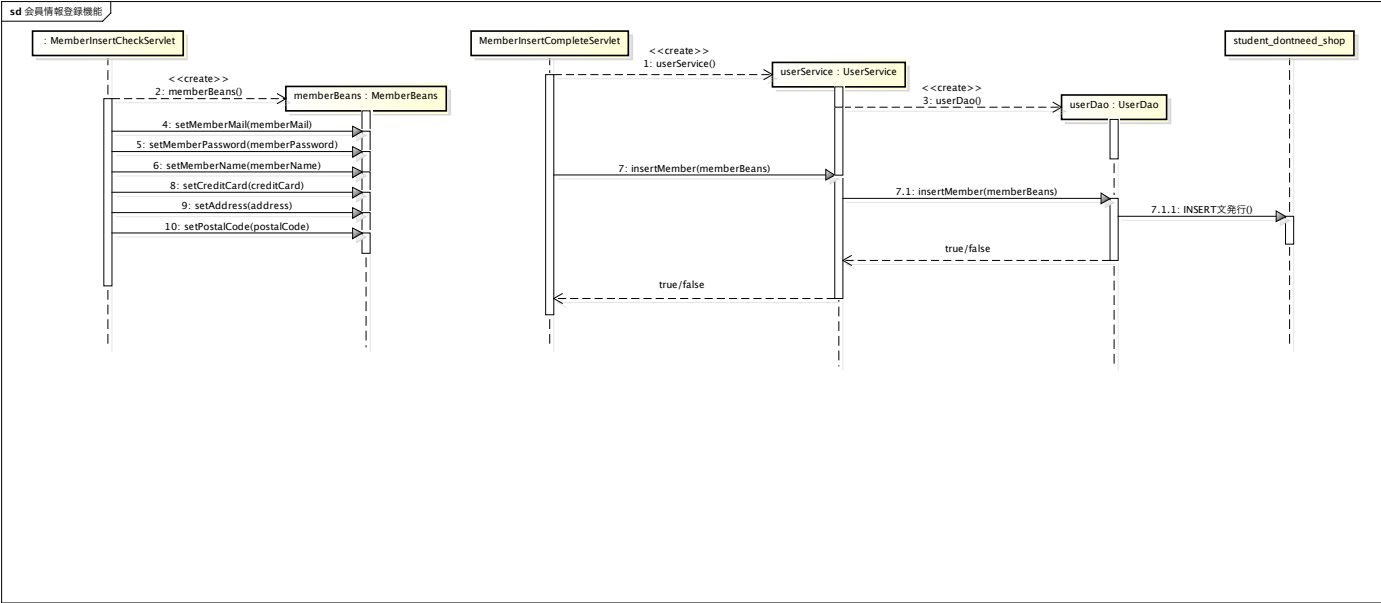 sd 会員情報登録機能
: MemberInsertCheckServlet
MemberInsertCompleteServlet
student_dontneed_shop
<<create>>
1: userService()
userService : UserService
<<create>>
2: memberBeans()
memberBeans : MemberBeans
<<create>>
3: userDao()
userDao : UserDao
4: setMemberMail(memberMail)
5: setMemberPassword(memberPassword)
6: setMemberName(memberName)
7: insertMember(memberBeans)
8: setCreditCard(creditCard)
7.1: insertMember(memberBeans)
9: setAddress(address)
7.1.1: INSERT文発行()
10: setPostalCode(postalCode)
true/false
true/false